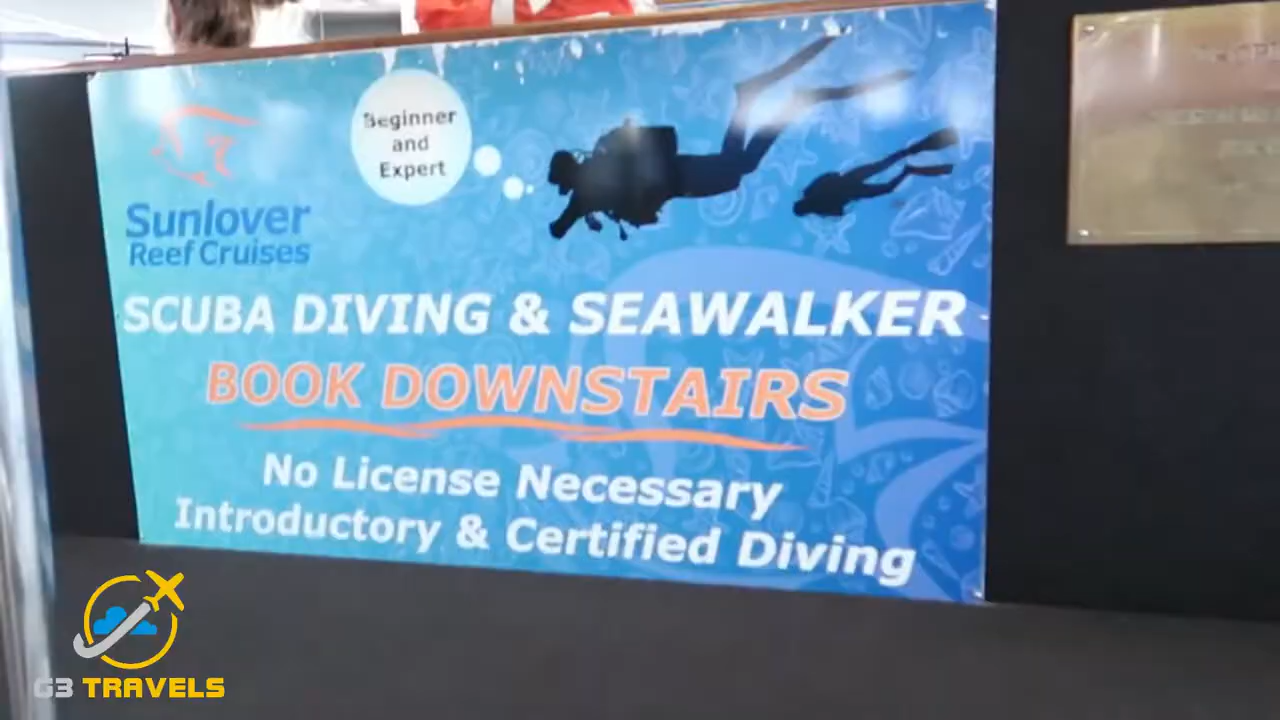 Beginner
and
Expert
Sunlover
Reef Cruises
SCUBA DIVING & SEAWALKER
BOOK DOWNSTAIRS
No License Necessary
Introductory & Certified Diving
G3 TRAVELS